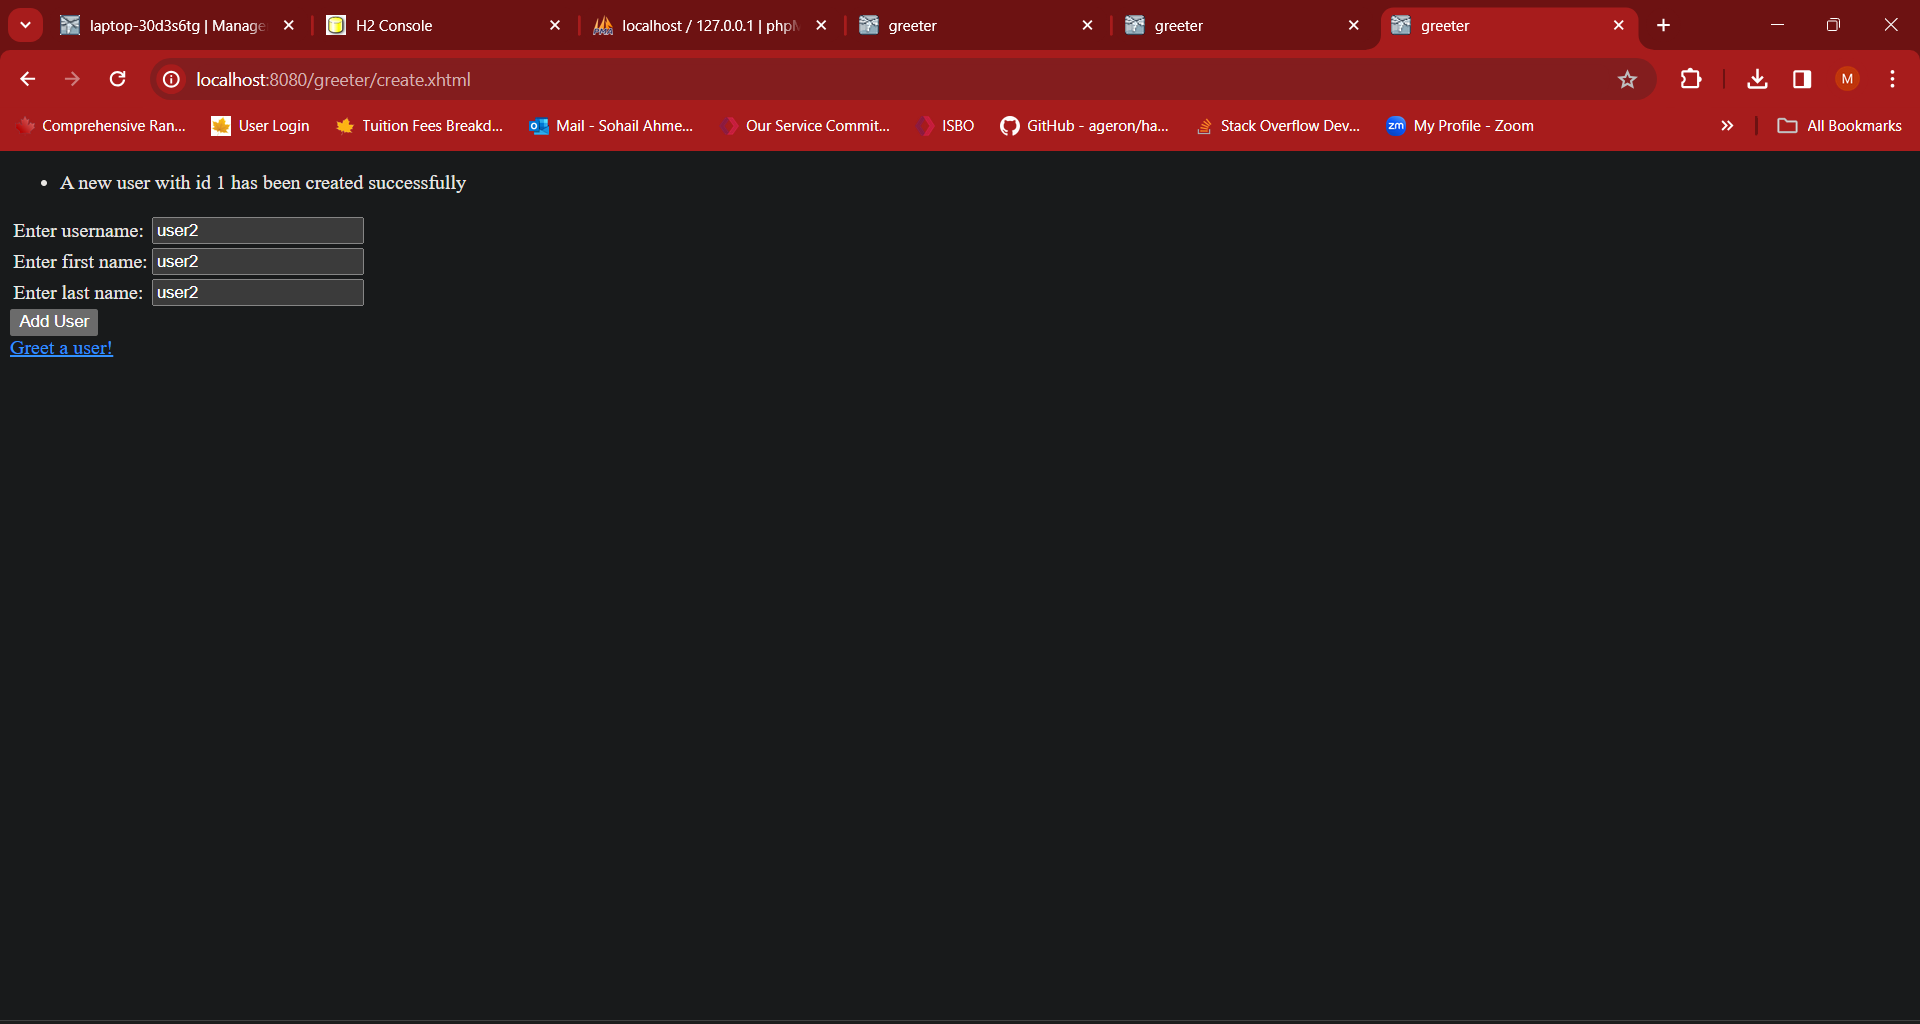 laptop-30d3s6tg | Manage
H2 Console
localhost / 127.0.0.1 | php
greeter
greeter
greeter
localhost:8080/greeter/create.xhtml
M
Comprehensive Ran...
User Login
Tuition Fees Breakd...
Mail - Sohail Ahme...
Our Service Commit...
ISBO
GitHub - ageron/ha...
Stack Overflow Dev...
zm
My Profile - Zoom
All Bookmarks
• A new user with id 1 has been created successfully
Enter username: user2
Enter first name: user2
Enter last name: user2
Add User
Greet a user!